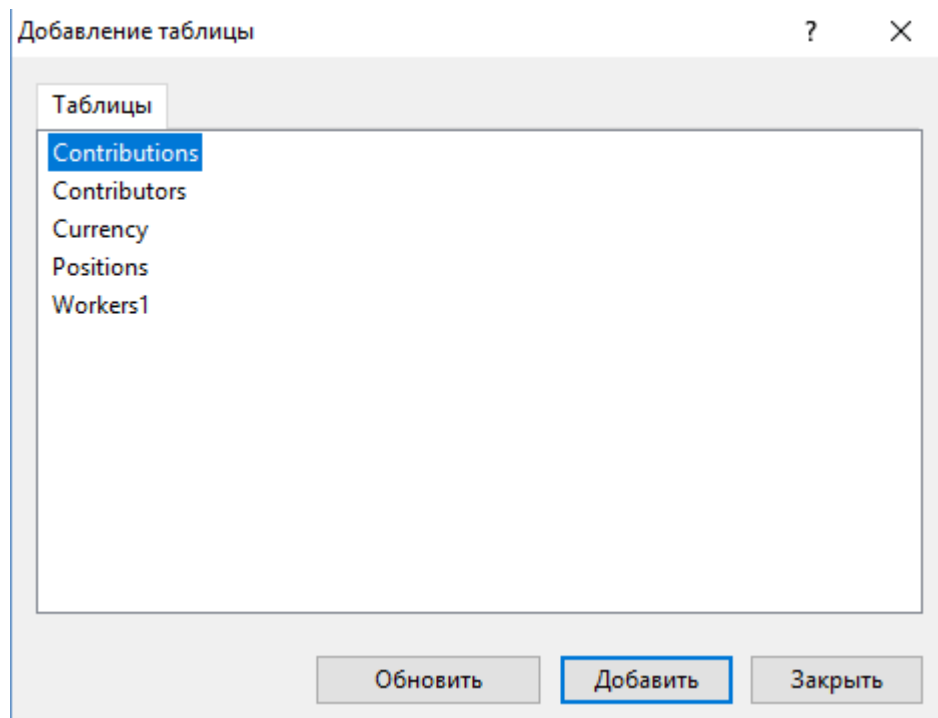 Добавление таблицы ?
Таблицы
Contributions
Contributors
Currency
Positions
Workers1
Обновить Добавить Закрыть